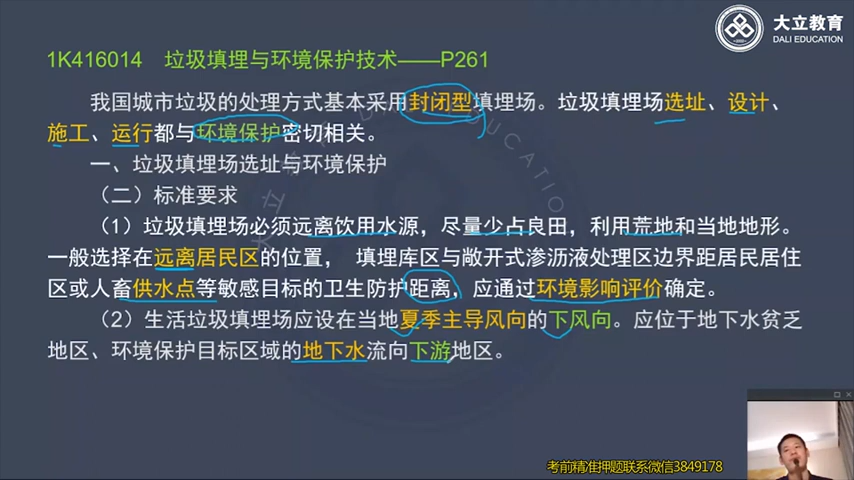 大立教育
DALI EDUCATION
1K416014 垃圾填埋与环境保护技术——P261
我国城市垃圾的处理方式基本采用封闭型填埋场。垃圾填埋场选址、设计、
施工、运行都与环境保护密切相关。
一、垃圾填埋场选址与环境保护
（二）标准要求
（1）垃圾填埋场必须远离饮用水源，尽量少占良田，利用荒地和当地地形。
一般选择在远离居民区的位置， 填埋库区与敞开式渗沥液处理区边界距居民居住
区或人畜供水点等敏感目标的卫生防护距离，应通过环境影响评价确定。
（2）生活垃圾填埋场应设在当地夏季主导风向的下风向。应位于地下水贫乏
地区、环境保护目标区域的地下水流向下游地区。
考前精准押题联系微信3849178